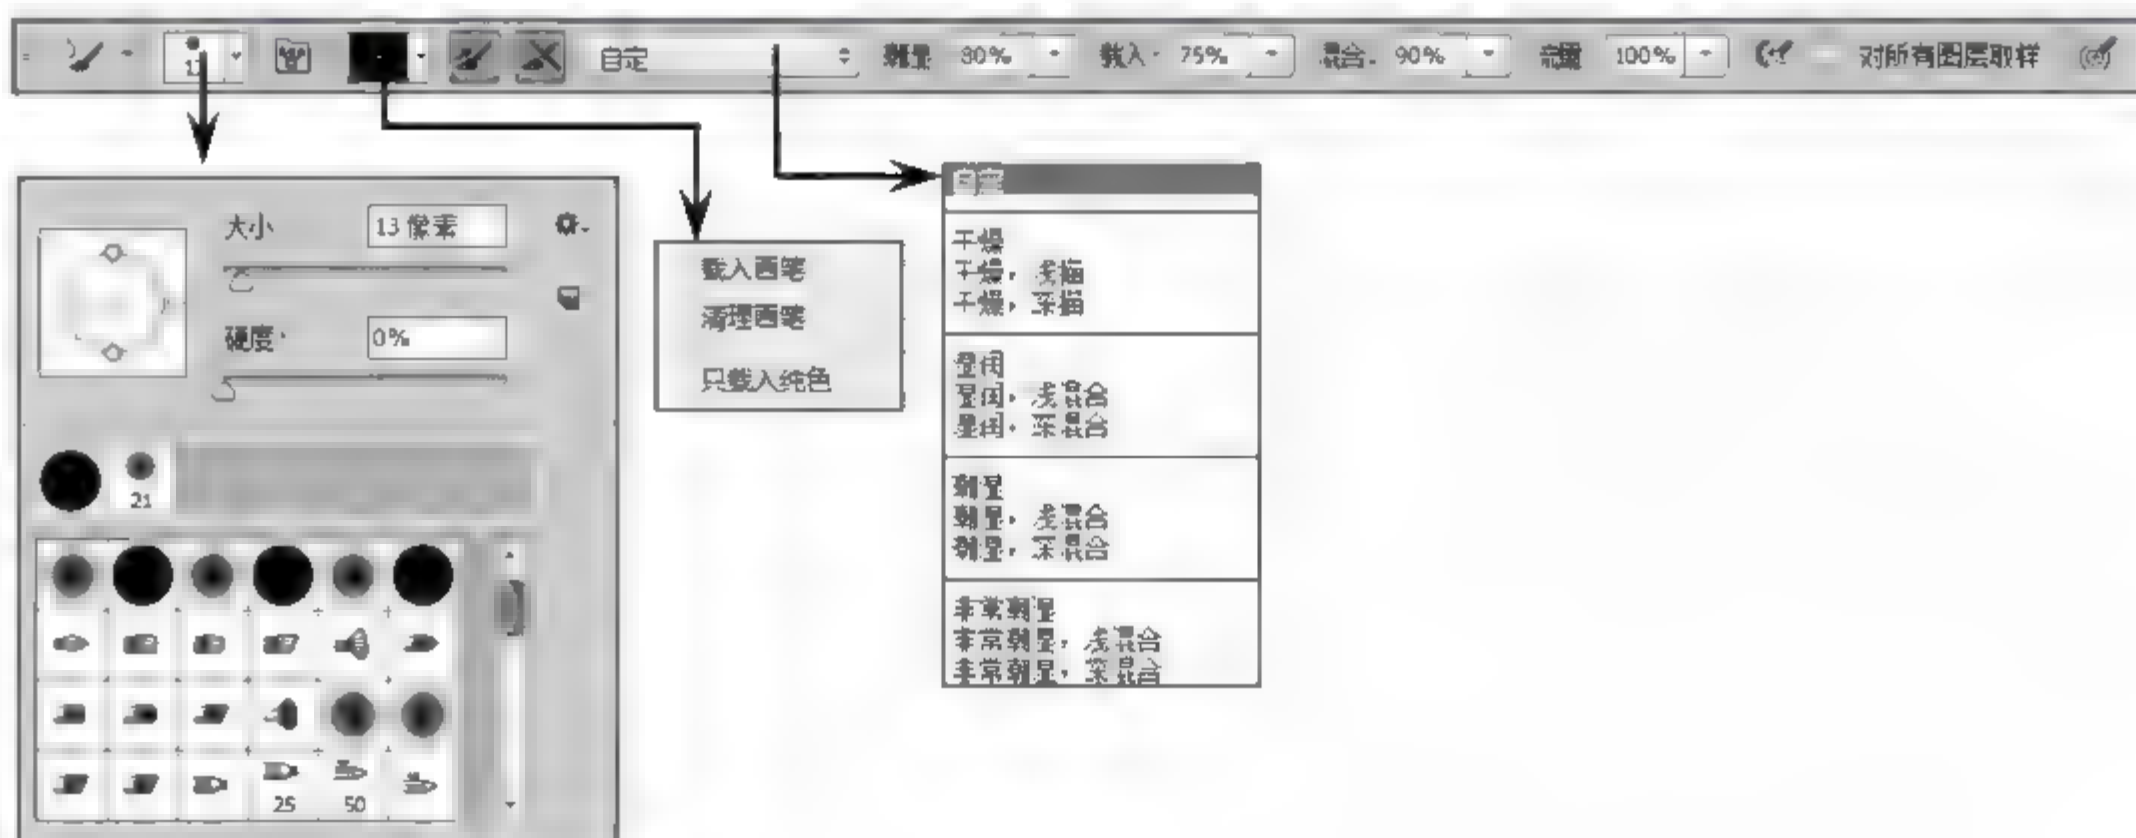 13
自定
潮湿: 80%
载入: 75%
混合: 90%
流量: 100%
对所有图层取样
大小:
13 像素
硬度:
0%
21
25
50
载入画笔
清理画笔
只载入纯色
自定
干燥
干燥，浅描
干燥，深描
湿润
湿润，浅混合
湿润，深混合
潮湿
潮湿，浅混合
潮湿，深混合
非常潮湿
非常潮湿，浅混合
非常潮湿，深混合